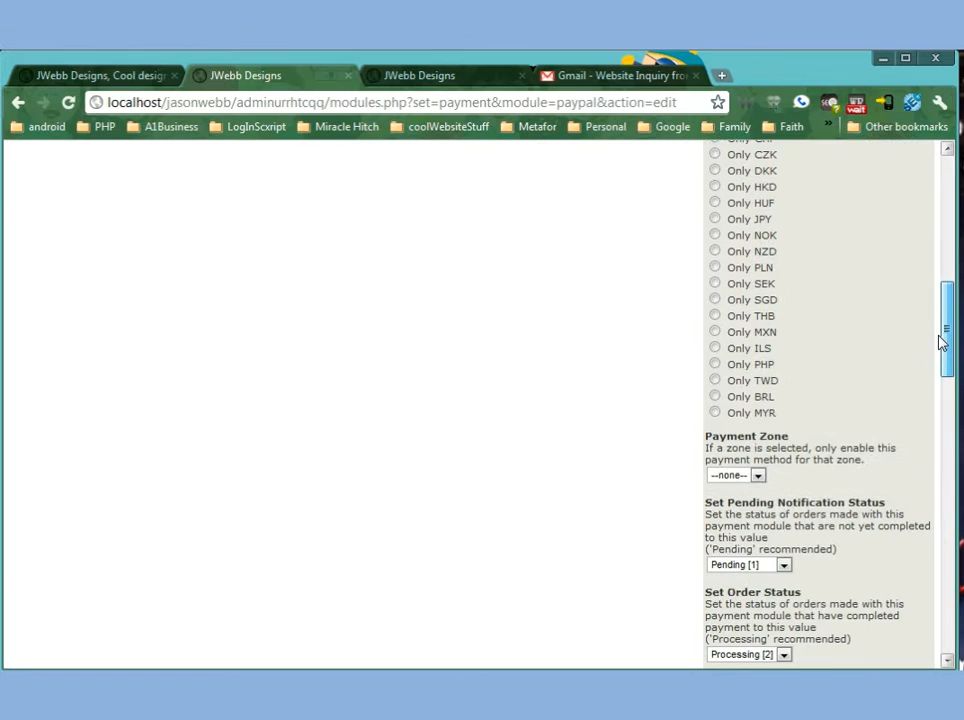 JWebb Designs, Cool desig
JWebb Designs
JWebb Designs
Gmail - Website Inquiry fro
localhost/jasonwebb/adminurrhtcqq/modules.php?set=payment&module=paypal&action=edit
android
PHP
A1Business
LogInScxript
Miracle Hitch
coolWebsiteStuff
Metafor
Personal
Google
Family
Faith
»
Other bookmarks
Only CZK
Only DKK
Only HKD
Only HUF
Only JPY
Only NOK
Only NZD
Only PLN
Only SEK
Only SGD
Only THB
Only MXN
Only ILS
Only PHP
Only TWD
Only BRL
Only MYR
Payment Zone
If a zone is selected, only enable this
payment method for that zone.
--none--
Set Pending Notification Status
Set the status of orders made with this
payment module that are not yet completed
to this value
('Pending' recommended)
Pending [1]
Set Order Status
Set the status of orders made with this
payment module that have completed
payment to this value
('Processing' recommended)
Processing [2]